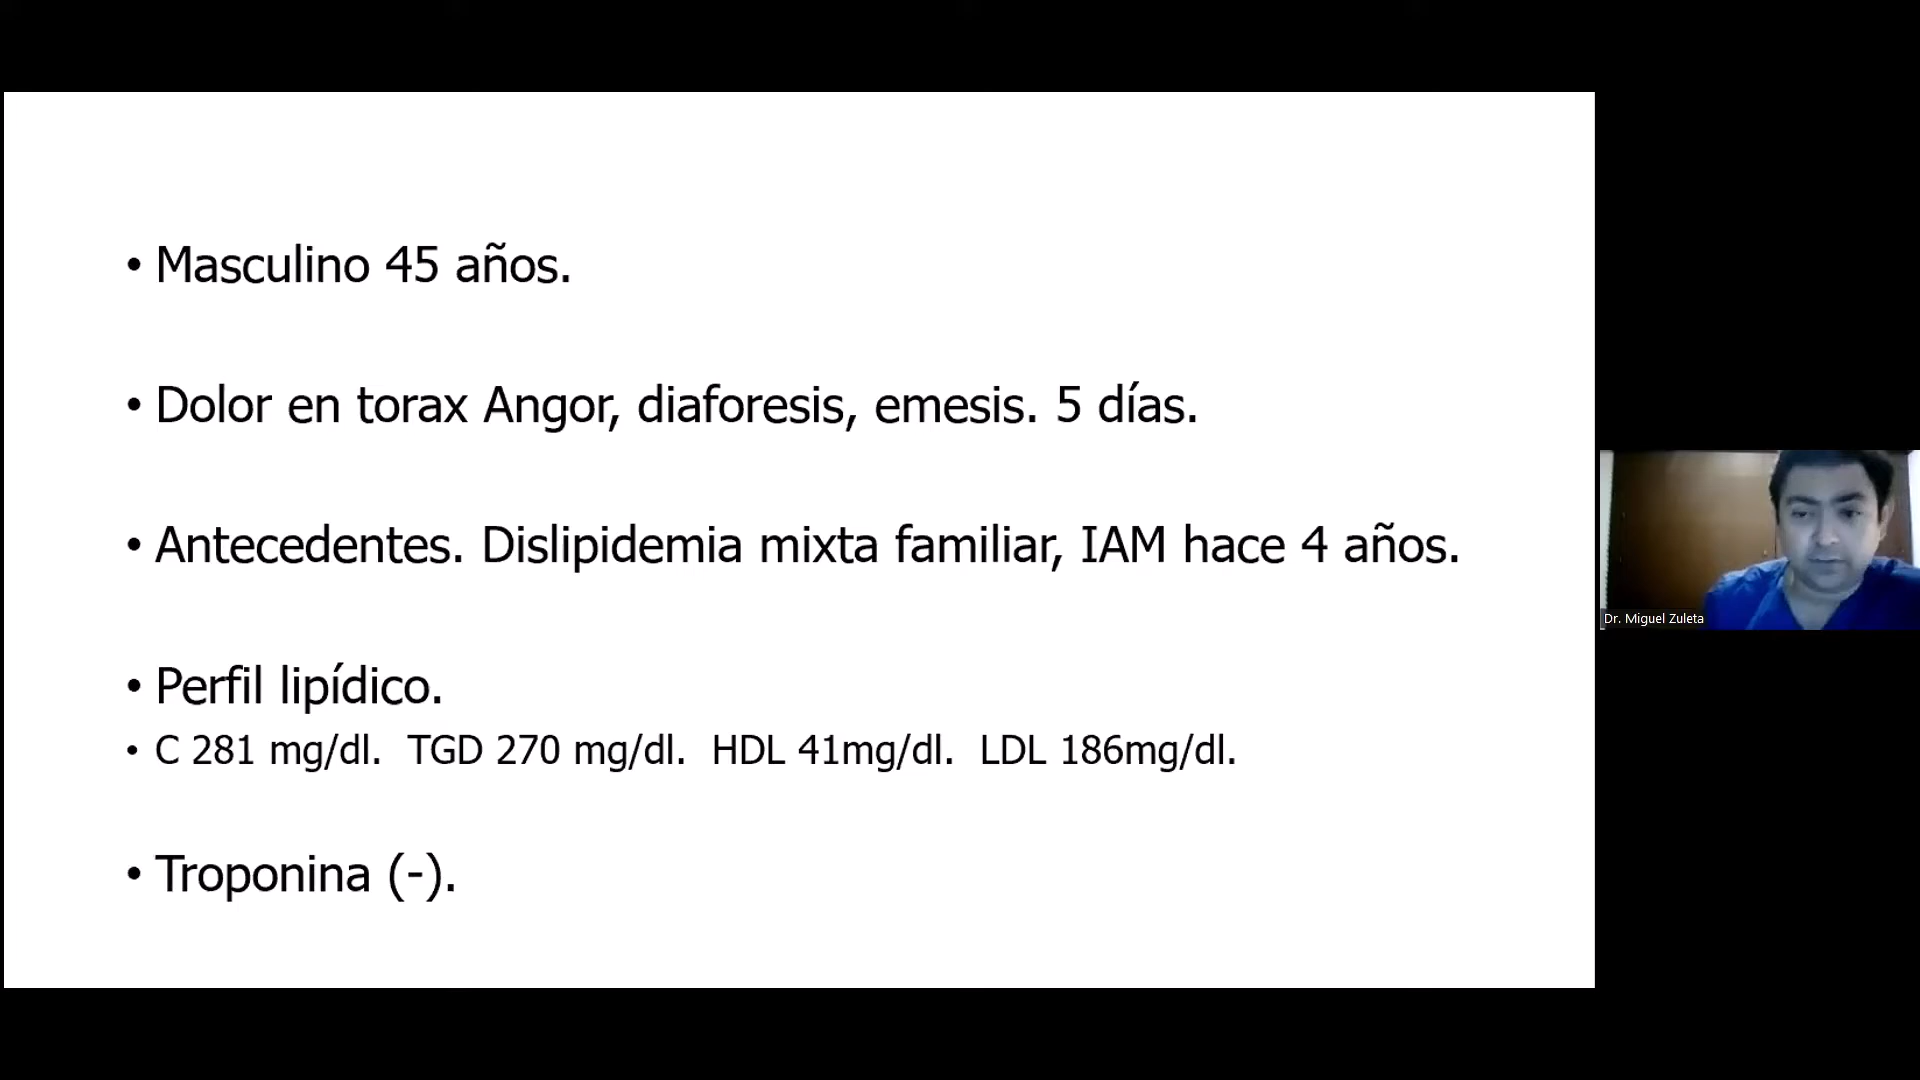 • Masculino 45 años.
• Dolor en torax Angor, diaforesis, emesis. 5 días.
• Antecedentes. Dislipidemia mixta familiar, IAM hace 4 años.
• Perfil lipídico.
• C 281 mg/dl. TGD 270 mg/dl. HDL 41mg/dl. LDL 186mg/dl.
• Troponina (-).
Dr. Miguel Zuleta